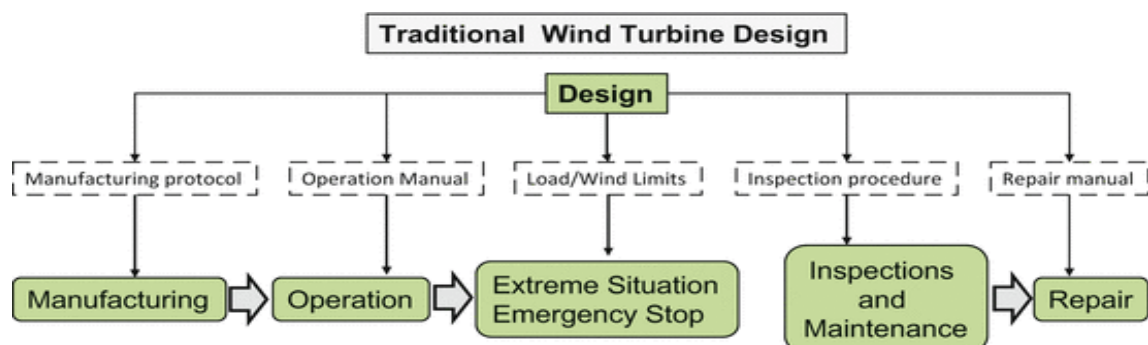 Traditional Wind Turbine Design
Design
Manufacturing protocol
Operation Manual
Load/Wind Limits
Inspection procedure
Repair manual
Manufacturing
Operation
Extreme Situation
Emergency Stop
Inspections
and
Maintenance
Repair